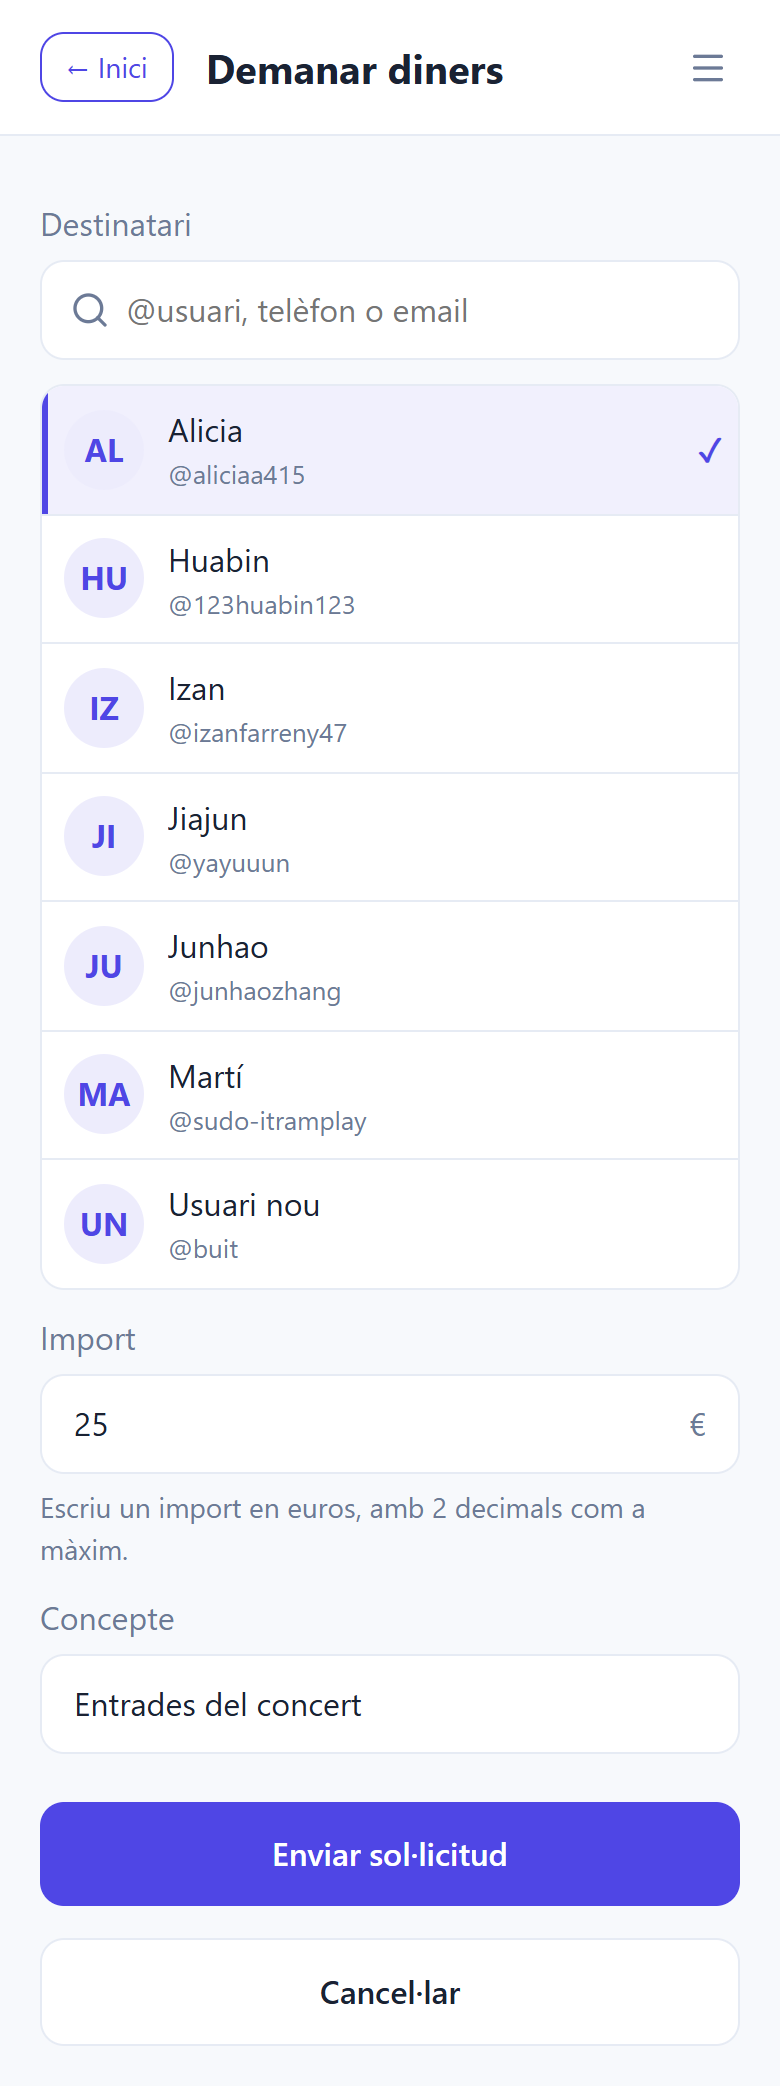 ← Inici
Demanar diners
Destinatari
@usuari, telèfon o email
AL
Alicia
@aliciaa415
✓
HU
Huabin
@123huabin123
IZ
Izan
@izanfarreny47
JI
Jiajun
@yayuuun
JU
Junhao
@junhaozhang
MA
Martí
@sudo-itramplay
UN
Usuari nou
@buit
Import
25 €
Escriu un import en euros, amb 2 decimals com a
màxim.
Concepte
Entrades del concert
Enviar sol·licitud
Cancel·lar